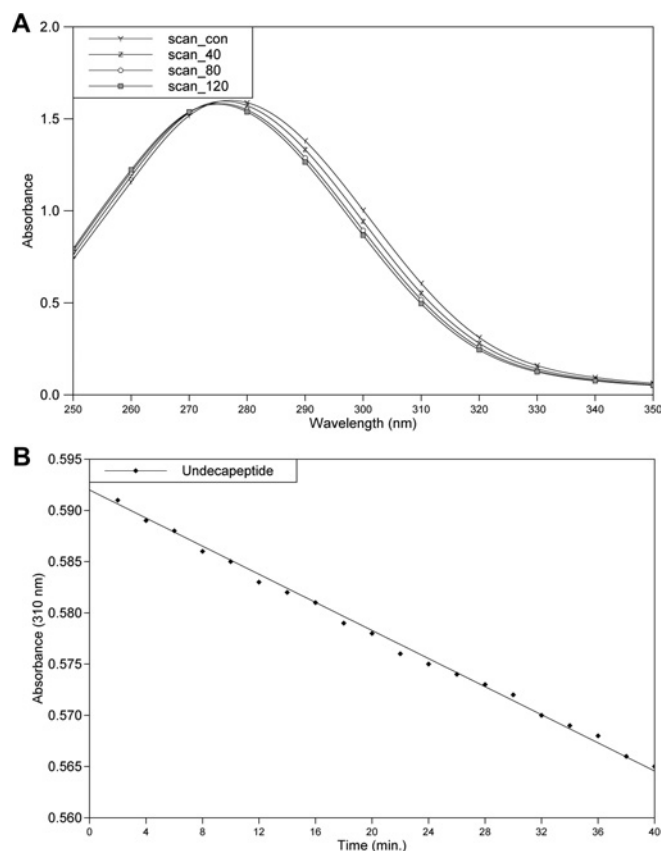 A
scan_con
scan_40
scan_80
scan_120
2.0
1.5
1.0
0.5
0.0
Absorbance
250 260 270 280 290 300 310 320 330 340 350
Wavelength (nm)
B
Undecapeptide
0.595
0.590
0.585
0.580
0.575
0.570
0.565
0.560
Absorbance (310 nm)
0 4 8 12 16 20 24 28 32 36 40
Time (min.)